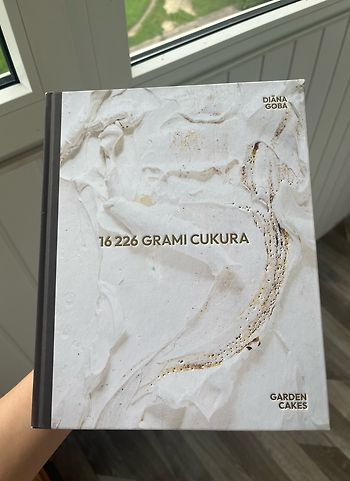 DIĀNA
GOBA
16 226 GRAMI CUKURA
GARDEN
CAKES